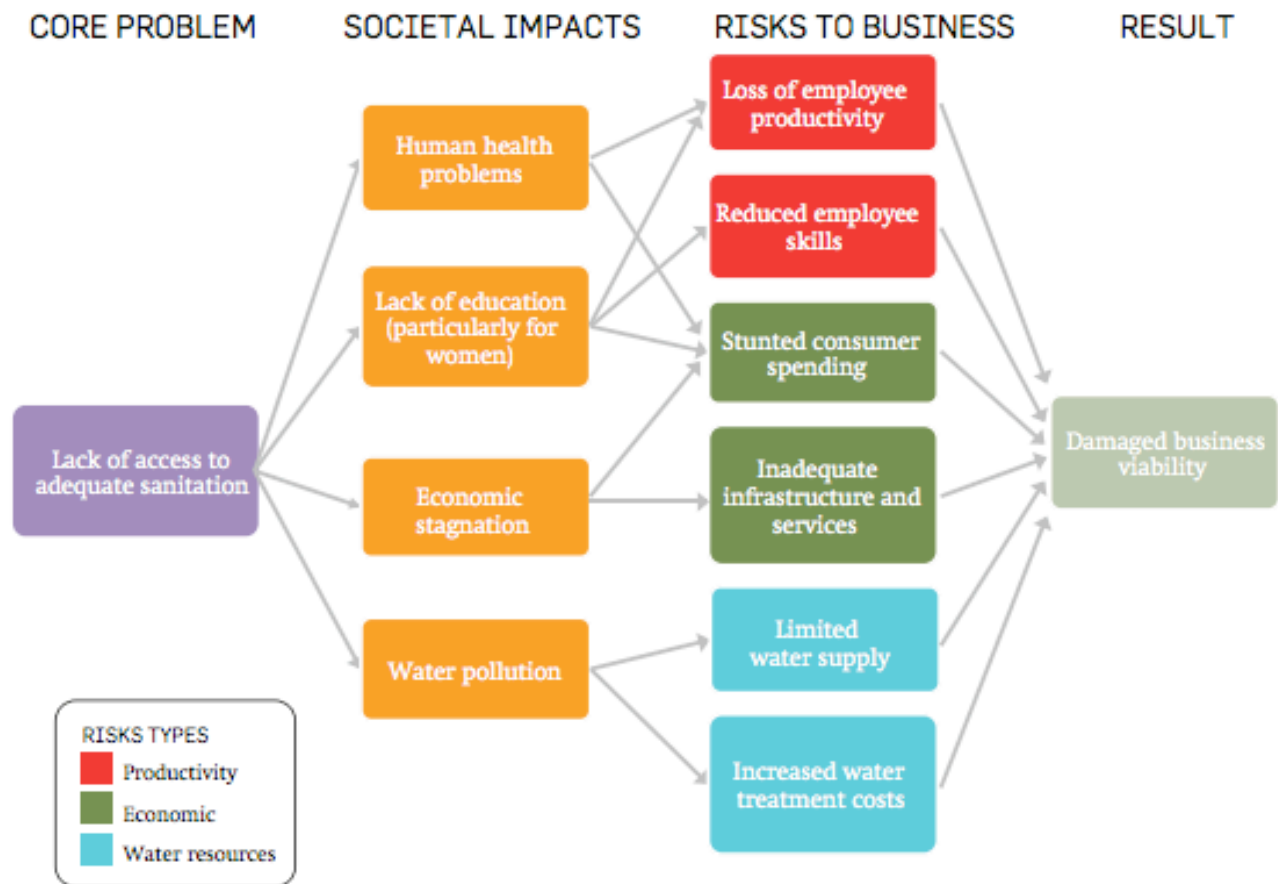 CORE PROBLEM
SOCIETAL IMPACTS
RISKS TO BUSINESS
RESULT
Lack of access to
adequate sanitation
Human health
problems
Lack of education
(particularly for
women)
Economic
stagnation
Water pollution
Loss of employee
productivity
Reduced employee
skills
Stunted consumer
spending
Inadequate
infrastructure and
services
Limited
water supply
Increased water
treatment costs
Damaged business
viability
RISKS TYPES
Productivity
Economic
Water resources